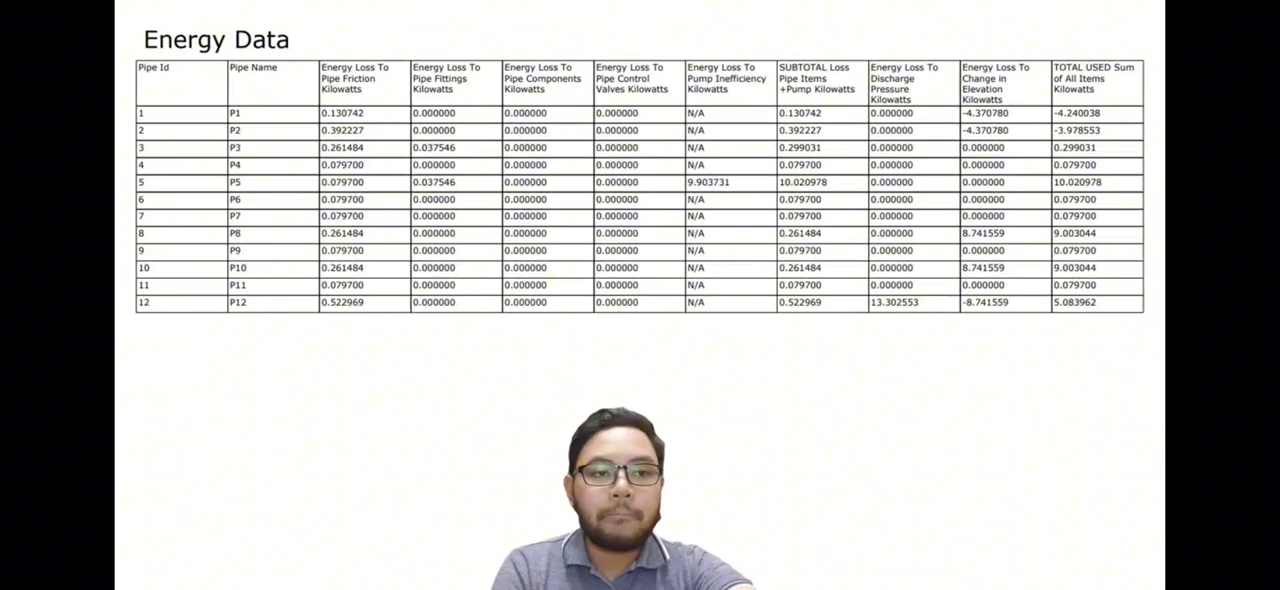 Energy Data
Pipe Id | Pipe Name | Energy Loss To Pipe Friction Kilowatts | Energy Loss To Pipe Fittings Kilowatts | Energy Loss To Pipe Components Kilowatts | Energy Loss To Pipe Control Valves Kilowatts | Energy Loss To Pump Inefficiency Kilowatts | SUBTOTAL Loss Pipe Items +Pump Kilowatts | Energy Loss To Discharge Pressure Kilowatts | Energy Loss To Change in Elevation Kilowatts | TOTAL USED Sum of All Items Kilowatts
1 | P1 | 0.130742 | 0.000000 | 0.000000 | 0.000000 | N/A | 0.130742 | 0.000000 | -4.370780 | -4.240038
2 | P2 | 0.392227 | 0.000000 | 0.000000 | 0.000000 | N/A | 0.392227 | 0.000000 | -4.370780 | -3.978553
3 | P3 | 0.261484 | 0.037546 | 0.000000 | 0.000000 | N/A | 0.299031 | 0.000000 | 0.000000 | 0.299031
4 | P4 | 0.079700 | 0.000000 | 0.000000 | 0.000000 | N/A | 0.079700 | 0.000000 | 0.000000 | 0.079700
5 | P5 | 0.079700 | 0.037546 | 0.000000 | 0.000000 | 9.903731 | 10.020978 | 0.000000 | 0.000000 | 10.020978
6 | P6 | 0.079700 | 0.000000 | 0.000000 | 0.000000 | N/A | 0.079700 | 0.000000 | 0.000000 | 0.079700
7 | P7 | 0.079700 | 0.000000 | 0.000000 | 0.000000 | N/A | 0.079700 | 0.000000 | 0.000000 | 0.079700
8 | P8 | 0.261484 | 0.000000 | 0.000000 | 0.000000 | N/A | 0.261484 | 0.000000 | 8.741559 | 9.003044
9 | P9 | 0.079700 | 0.000000 | 0.000000 | 0.000000 | N/A | 0.079700 | 0.000000 | 0.000000 | 0.079700
10 | P10 | 0.261484 | 0.000000 | 0.000000 | 0.000000 | N/A | 0.261484 | 0.000000 | 8.741559 | 9.003044
11 | P11 | 0.079700 | 0.000000 | 0.000000 | 0.000000 | N/A | 0.079700 | 0.000000 | 0.000000 | 0.079700
12 | P12 | 0.522969 | 0.000000 | 0.000000 | 0.000000 | N/A | 0.522969 | 13.302553 | -8.741559 | 5.083962